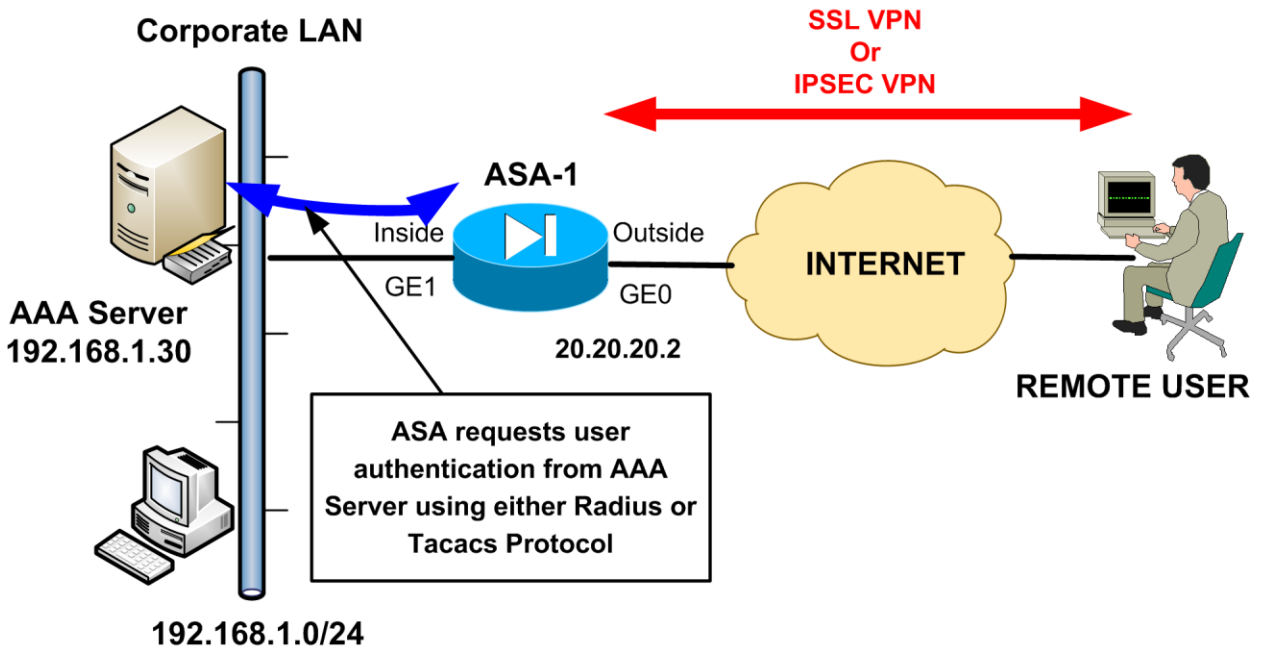 Corporate LAN
SSL VPN
Or
IPSEC VPN
ASA-1
Inside
Outside
GE1
GE0
INTERNET
AAA Server
192.168.1.30
20.20.20.2
REMOTE USER
ASA requests user
authentication from AAA
Server using either Radius or
Tacacs Protocol
192.168.1.0/24